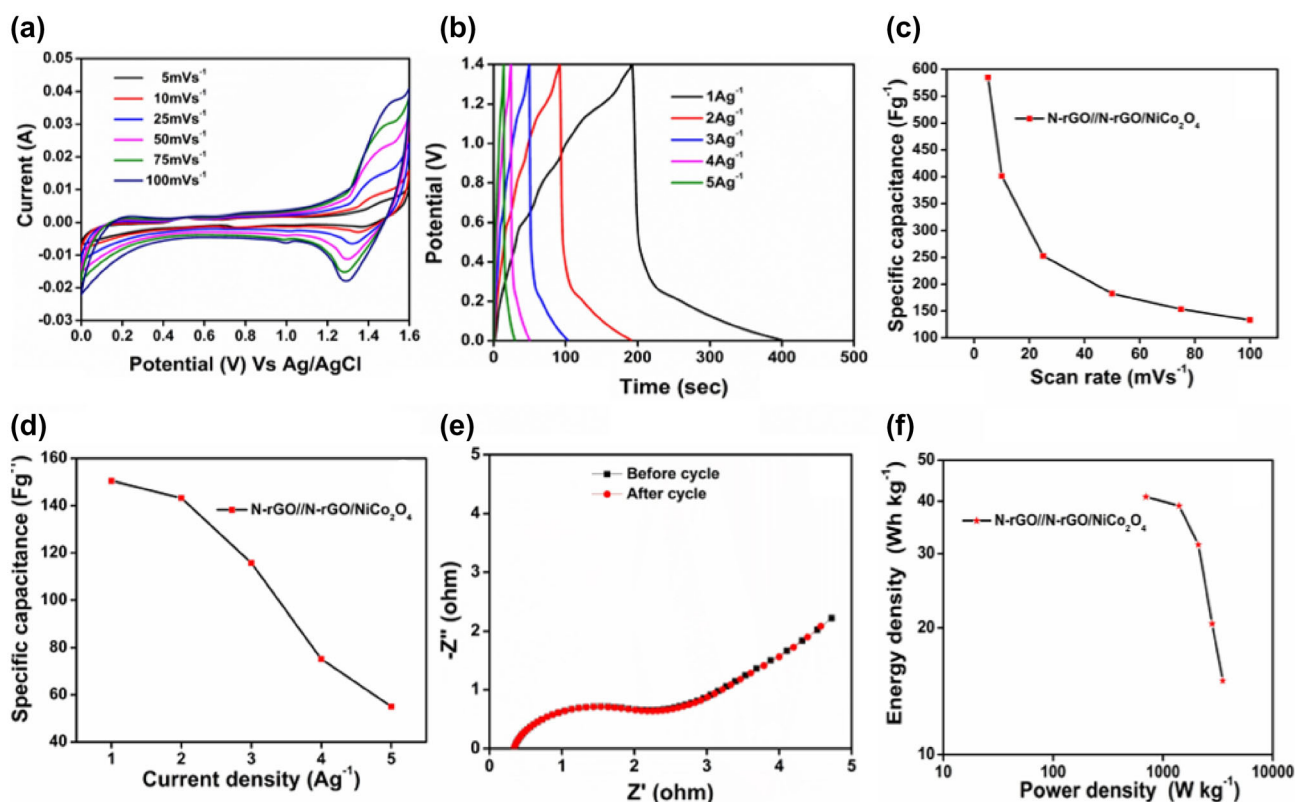 (a)
0.05
0.04
0.03
0.02
0.01
0.00
-0.01
-0.02
-0.03
Current (A)
5mVs⁻¹
10mVs⁻¹
25mVs⁻¹
50mVs⁻¹
75mVs⁻¹
100mVs⁻¹
0.0 0.2 0.4 0.6 0.8 1.0 1.2 1.4 1.6
Potential (V) Vs Ag/AgCl
(b)
1.4
1.2
1.0
0.8
0.6
0.4
0.2
0.0
Potential (V)
1Ag⁻¹
2Ag⁻¹
3Ag⁻¹
4Ag⁻¹
5Ag⁻¹
0 100 200 300 400 500
Time (sec)
(c)
600
550
500
450
400
350
300
250
200
150
100
Specific capacitance (Fg⁻¹)
N-rGO//N-rGO/NiCo₂O₄
0 20 40 60 80 100
Scan rate (mVs⁻¹)
(d)
160
140
120
100
80
60
40
Specific capacitance (Fg⁻¹)
N-rGO//N-rGO/NiCo₂O₄
1 2 3 4 5
Current density (Ag⁻¹)
(e)
5
4
3
2
1
0
-Z" (ohm)
Before cycle
After cycle
0 1 2 3 4 5
Z' (ohm)
(f)
50
40
30
20
10
Energy density (Wh kg⁻¹)
N-rGO//N-rGO/NiCo₂O₄
10 100 1000 10000
Power density (W kg⁻¹)